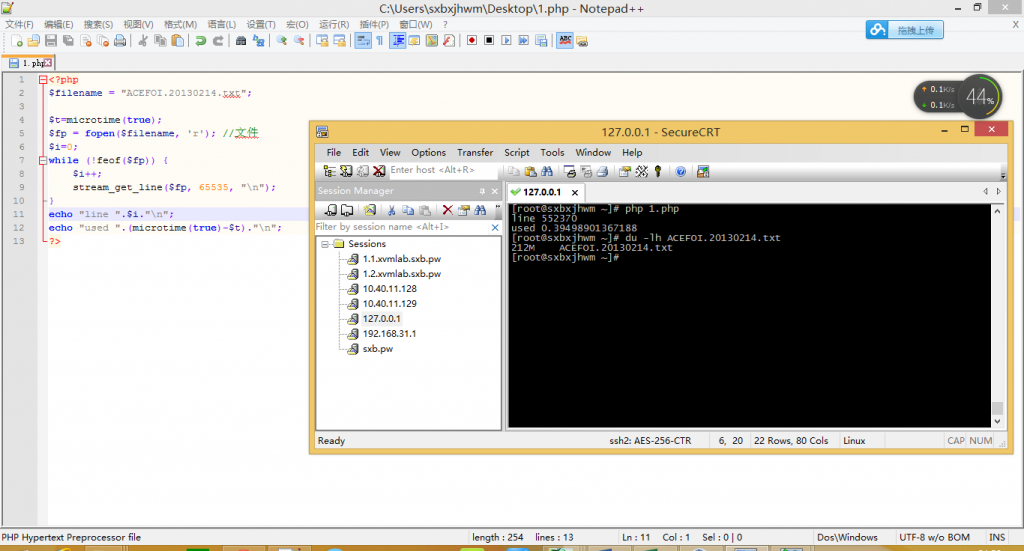 C:\Users\sxbxjhwm\Desktop\1.php - Notepad++
文件(F) 编辑(E) 搜索(S) 视图(V) 格式(M) 语言(L) 设置(T) 宏(O) 运行(R) 插件(P) 窗口(W) ?
X
拖拽上传
1.php
1 <?php
2 $filename = "ACEFOI.20130214.txt";
3
4 $t=microtime(true);
5 $fp = fopen($filename, 'r'); //文件
6 $i=0;
7 while (!feof($fp)) {
8 $i++;
9 stream_get_line($fp, 65535, "\n");
10 }
11 echo "line ".$i."\n";
12 echo "used ".(microtime(true)-$t)."\n";
13 ?>
0.1K/s
0.1K/s
44%
127.0.0.1 - SecureCRT
File Edit View Options Transfer Script Tools Window Help
Enter host <Alt+R>
Session Manager
Filter by session name <Alt+I>
Sessions
1.1.xvmlab.sxb.pw
1.2.xvmlab.sxb.pw
10.40.11.128
10.40.11.129
127.0.0.1
192.168.31.1
sxb.pw
127.0.0.1
[root@sxbxjhwm ~]# php 1.php
line 552370
used 0.39498901367188
[root@sxbxjhwm ~]# du -lh ACEFOI.20130214.txt
212M ACEFOI.20130214.txt
[root@sxbxjhwm ~]#
Ready ssh2: AES-256-CTR 6, 20 22 Rows, 80 Cols Linux CAP NUM
PHP Hypertext Preprocessor file length : 254 lines : 13 Ln : 11 Col : 1 Sel : 0 | 0 Dos\Windows UTF-8 w/o BOM INS